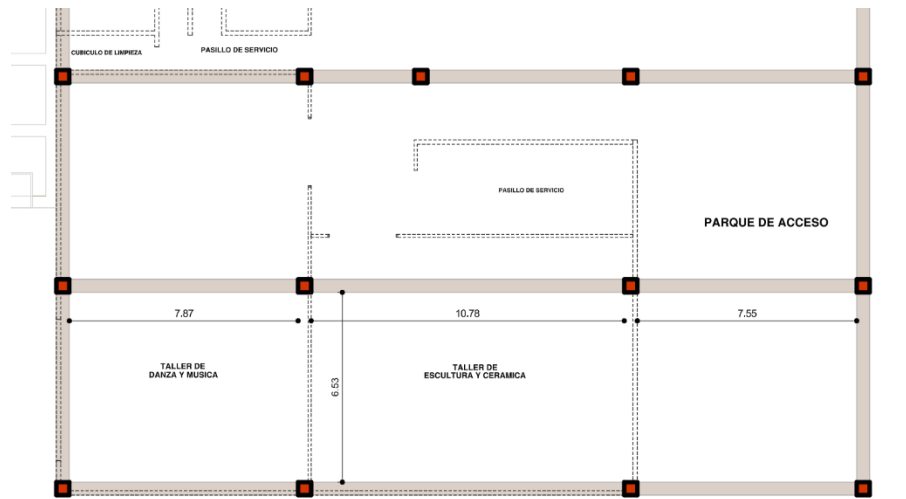 CUBICULO DE LIMPIEZA
PASILLO DE SERVICIO
PASILLO DE SERVICIO
PARQUE DE ACCESO
7.87
10.78
7.55
6.53
TALLER DE
DANZA Y MUSICA
TALLER DE
ESCULTURA Y CERAMICA